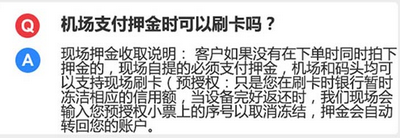 Q 机场支付押金时可以刷卡吗？
A 现场押金收取说明： 客户如果没有在下单时同时拍下
押金的，现场自提的必须支付押金，机场和码头均可
以支持现场刷卡（ 预授权：只是您在刷卡时银行暂时
冻洁相应的信用额，当设备完好返还时，我们现场会
输入您预授权小票上的序号以取消冻结，押金会自动
转回您的账户。